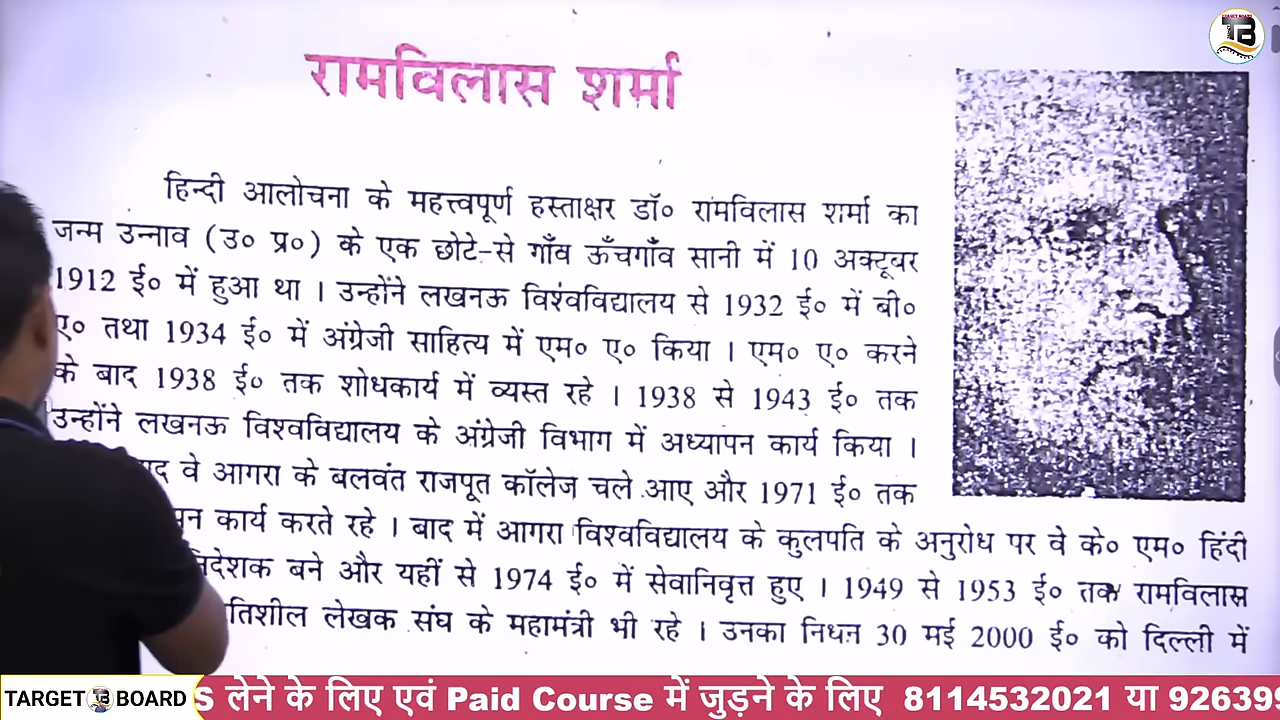 TARGET BOARD
TB
रामविलास शर्मा
हिन्दी आलोचना के महत्त्वपूर्ण हस्ताक्षर डॉ० रामविलास शर्मा का
जन्म उन्नाव (उ० प्र०) के एक छोटे-से गाँव ऊँचगाँव सानी में 10 अक्टूबर
1912 ई० में हुआ था । उन्होंने लखनऊ विश्वविद्यालय से 1932 ई० में बी०
ए० तथा 1934 ई० में अंग्रेजी साहित्य में एम० ए० किया । एम० ए० करने
के बाद 1938 ई० तक शोधकार्य में व्यस्त रहे । 1938 से 1943 ई० तक
उन्होंने लखनऊ विश्वविद्यालय के अंग्रेजी विभाग में अध्यापन कार्य किया ।
वे आगरा के बलवंत राजपूत कॉलेज चले आए और 1971 ई० तक
कार्य करते रहे । बाद में आगरा विश्वविद्यालय के कुलपति के अनुरोध पर वे के० एम० हिंदी
बने और यहीं से 1974 ई० में सेवानिवृत्त हुए । 1949 से 1953 ई० तक रामविलास
लेखक संघ के महामंत्री भी रहे । उनका निधन 30 मई 2000 ई० को दिल्ली में
TARGET TB BOARD
S लेने के लिए एवं Paid Course में जुड़ने के लिए 8114532021 या 926399